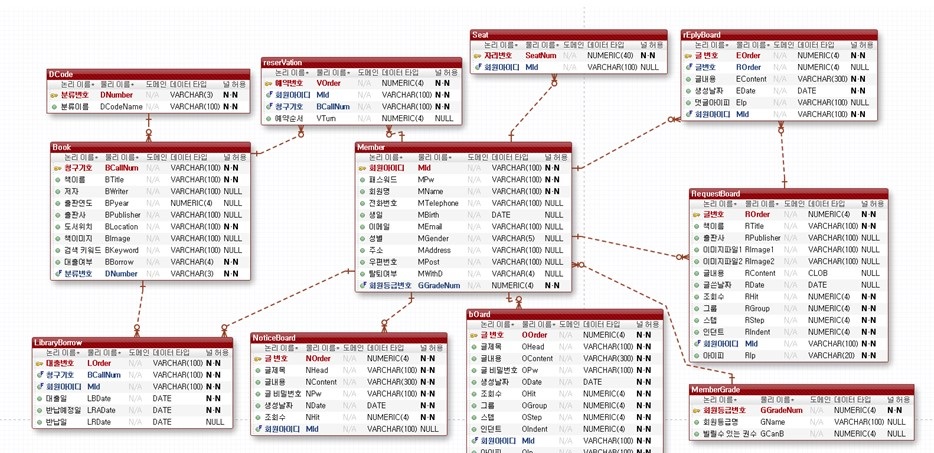 DCode
논리 이름 물리 이름 도메인 데이터 타입 널 허용
분류번호 DNumber N/A VARCHAR(3) N-N
분류이름 DCodeName N/A VARCHAR(100) N-N
reserVation
논리 이름 물리 이름 도메인 데이터 타입 널 허용
예약번호 VOrder N/A NUMERIC(4) N-N
회원아이디 MId N/A VARCHAR(100) N-N
청구기호 BCallNum N/A VARCHAR(100) N-N
예약순서 VTurn N/A NUMERIC(4) NULL
Seat
논리 이름 물리 이름 도메인 데이터 타입 널 허용
자리번호 SeatNum N/A NUMERIC(40) N-N
회원아이디 MId N/A VARCHAR(100) NULL
rEplyBoard
논리 이름 물리 이름 도메인 데이터 타입 널 허용
글 번호 EOrder N/A NUMERIC(4) N-N
글번호 ROrder N/A NUMERIC(4) N-N
글내용 EContent N/A VARCHAR(300) N-N
생성날짜 EDate N/A DATE N-N
댓글아이피 EIp N/A VARCHAR(100) N-N
회원아이디 MId N/A VARCHAR(100) N-N
Book
논리 이름 물리 이름 도메인 데이터 타입 널 허용
청구기호 BCallNum N/A VARCHAR(100) N-N
책이름 BTitle N/A VARCHAR(100) N-N
저자 BWriter N/A VARCHAR(100) NULL
출판연도 BPyear N/A NUMERIC(4) NULL
출판사 BPublisher N/A VARCHAR(100) NULL
도서위치 BLocation N/A VARCHAR(100) N-N
책이미지 BImage N/A VARCHAR(100) NULL
검색 키워드 BKeyword N/A VARCHAR(100) NULL
대출여부 BBorrow N/A NUMERIC(4) N-N
분류번호 DNumber N/A VARCHAR(3) N-N
Member
논리 이름 물리 이름 도메인 데이터 타입 널 허용
회원아이디 MId N/A VARCHAR(100) N-N
패스워드 MPw N/A VARCHAR(100) N-N
회원명 MName N/A VARCHAR(100) N-N
전화번호 MTelephone N/A VARCHAR(100) N-N
생일 MBirth N/A DATE NULL
이메일 MEmail N/A VARCHAR(100) N-N
성별 MGender N/A VARCHAR(5) NULL
주소 MAddress N/A VARCHAR(100) N-N
우편번호 MPost N/A VARCHAR(100) N-N
탈퇴여부 MWithD N/A VARCHAR(4) NULL
회원등급번호 GGradeNum N/A NUMERIC(4) N-N
RequestBoard
논리 이름 물리 이름 도메인 데이터 타입 널 허용
글번호 ROrder N/A NUMERIC(4) N-N
책이름 RTitle N/A VARCHAR(100) N-N
출판사 RPublisher N/A VARCHAR(100) NULL
이미지파일1 RImage1 N/A VARCHAR(100) NULL
이미지파일2 RImage2 N/A VARCHAR(100) NULL
글내용 RContent N/A CLOB NULL
글쓴날짜 RDate N/A DATE NULL
조회수 RHit N/A NUMERIC(4) N-N
그룹 RGroup N/A NUMERIC(4) N-N
스텝 RStep N/A NUMERIC(4) N-N
인던트 RIndent N/A NUMERIC(4) N-N
회원아이디 MId N/A VARCHAR(100) N-N
아이피 RIp N/A VARCHAR(20) N-N
LibraryBorrow
논리 이름 물리 이름 도메인 데이터 타입 널 허용
대출번호 LOrder N/A VARCHAR(100) N-N
청구기호 BCallNum N/A VARCHAR(100) N-N
회원아이디 MId N/A VARCHAR(100) N-N
대출일 LBDate N/A DATE N-N
반납예정일 LRADate N/A DATE N-N
반납일 LRDate N/A DATE NULL
NoticeBoard
논리 이름 물리 이름 도메인 데이터 타입 널 허용
글 번호 NOrder N/A NUMERIC(4) N-N
글제목 NHead N/A VARCHAR(100) N-N
글내용 NContent N/A VARCHAR(300) N-N
글 비밀번호 NPw N/A VARCHAR(100) N-N
생성날짜 NDate N/A DATE N-N
조회수 NHit N/A NUMERIC(4) N-N
회원아이디 MId N/A VARCHAR(100) NULL
bOard
논리 이름 물리 이름 도메인 데이터 타입 널 허용
글 번호 OOrder N/A NUMERIC(4) N-N
글제목 OHead N/A VARCHAR(100) N-N
글내용 OContent N/A VARCHAR(300) N-N
글 비밀번호 OPw N/A VARCHAR(100) N-N
생성날짜 ODate N/A DATE N-N
조회수 OHit N/A NUMERIC(4) N-N
그룹 OGroup N/A NUMERIC(4) N-N
스텝 OStep N/A NUMERIC(4) N-N
인던트 OIndent N/A NUMERIC(4) N-N
회원아이디 MId N/A VARCHAR(100) N-N
아이피 OIp N/A VARCHAR(100) N-N
MemberGrade
논리 이름 물리 이름 도메인 데이터 타입 널 허용
회원등급번호 GGradeNum N/A NUMERIC(4) N-N
회원등급명 GName N/A VARCHAR(100) N-N
빌릴수 있는 권수 GCanB N/A NUMERIC(4) NULL